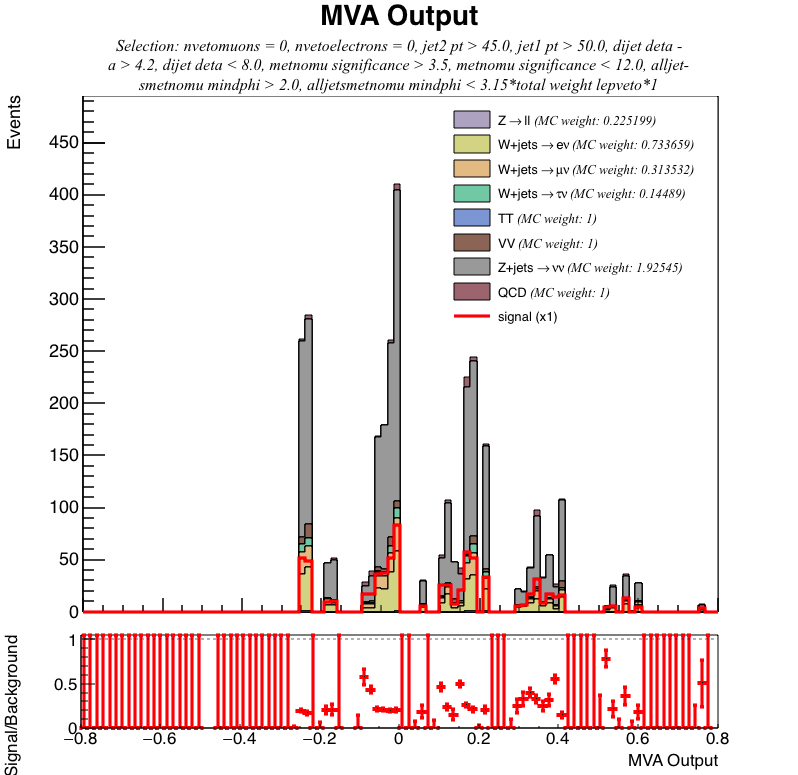 MVA Output
Selection: nvetomuons = 0, nvetoelectrons = 0, jet2 pt > 45.0, jet1 pt > 50.0, dijet deta -
a > 4.2, dijet deta < 8.0, metnomu significance > 3.5, metnomu significance < 12.0, alljet-
smetnomu mindphi > 2.0, alljetsmetnomu mindphi < 3.15*total weight lepveto*1
Events
450
400
350
300
250
200
150
100
50
0
Z→ll (MC weight: 0.225199)
W+jets →eν (MC weight: 0.733659)
W+jets →μν (MC weight: 0.313532)
W+jets →τν (MC weight: 0.14489)
TT (MC weight: 1)
VV (MC weight: 1)
Z+jets →νν (MC weight: 1.92545)
QCD (MC weight: 1)
signal (x1)
Signal/Background
1
0.5
0
−0.8 −0.6 −0.4 −0.2 0 0.2 0.4 0.6 0.8
MVA Output